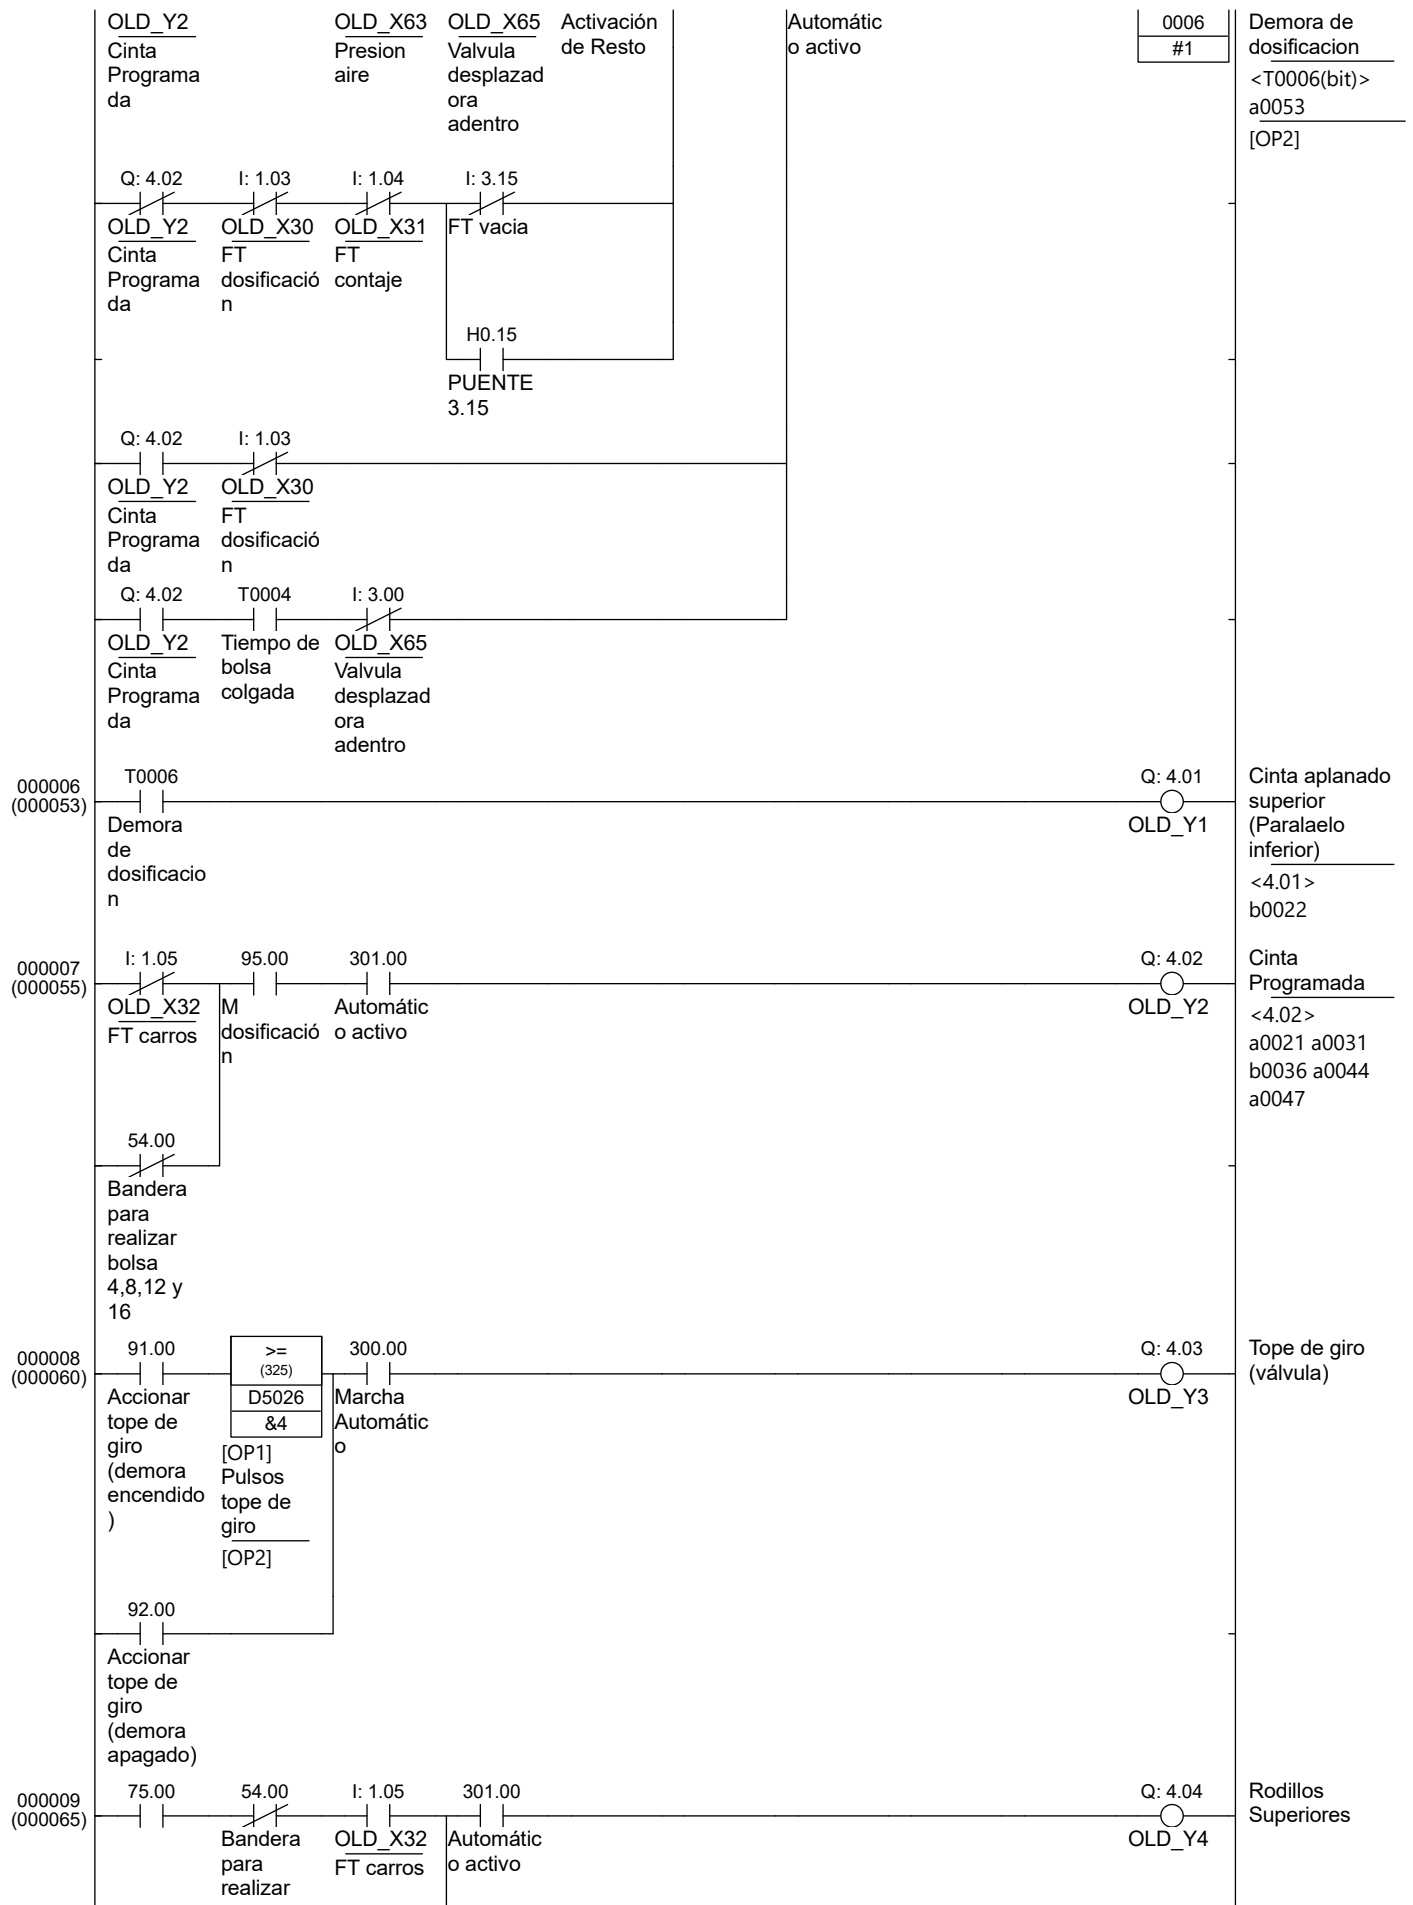 OLD_Y2 OLD_X63 OLD_X65 Activación Automátic 0006 Demora de
Cinta Presion Valvula de Resto o activo #1 dosificacion
Programa aire desplazad <T0006(bit)>
da ora a0053
adentro [OP2]
Q: 4.02 I: 1.03 I: 1.04 I: 3.15
OLD_Y2 OLD_X30 OLD_X31 FT vacia
Cinta FT FT
Programa dosificació contaje
da n
H0.15
PUENTE
3.15
Q: 4.02 I: 1.03
OLD_Y2 OLD_X30
Cinta FT
Programa dosificació
da n
Q: 4.02 T0004 I: 3.00
OLD_Y2 Tiempo de OLD_X65
Cinta bolsa Valvula
Programa colgada desplazad
da ora
adentro
000006 T0006 Q: 4.01 Cinta aplanado
(000053) superior
Demora OLD_Y1 (Paralaelo
de inferior)
dosificacio <4.01>
n b0022
000007 I: 1.05 95.00 301.00 Q: 4.02 Cinta
(000055) Programada
OLD_X32 M Automátic OLD_Y2 <4.02>
FT carros dosificació o activo a0021 a0031
n b0036 a0044
a0047
54.00
Bandera
para
realizar
bolsa
4,8,12 y
16
000008 91.00 >= 300.00 Q: 4.03 Tope de giro
(000060) (325) (válvula)
Accionar D5026 Marcha OLD_Y3
tope de &4 Automátic
giro [OP1] o
(demora Pulsos
encendido tope de
) giro
[OP2]
92.00
Accionar
tope de
giro
(demora
apagado)
000009 75.00 54.00 I: 1.05 301.00 Q: 4.04 Rodillos
(000065) Superiores
Bandera OLD_X32 Automátic OLD_Y4
para FT carros o activo
realizar